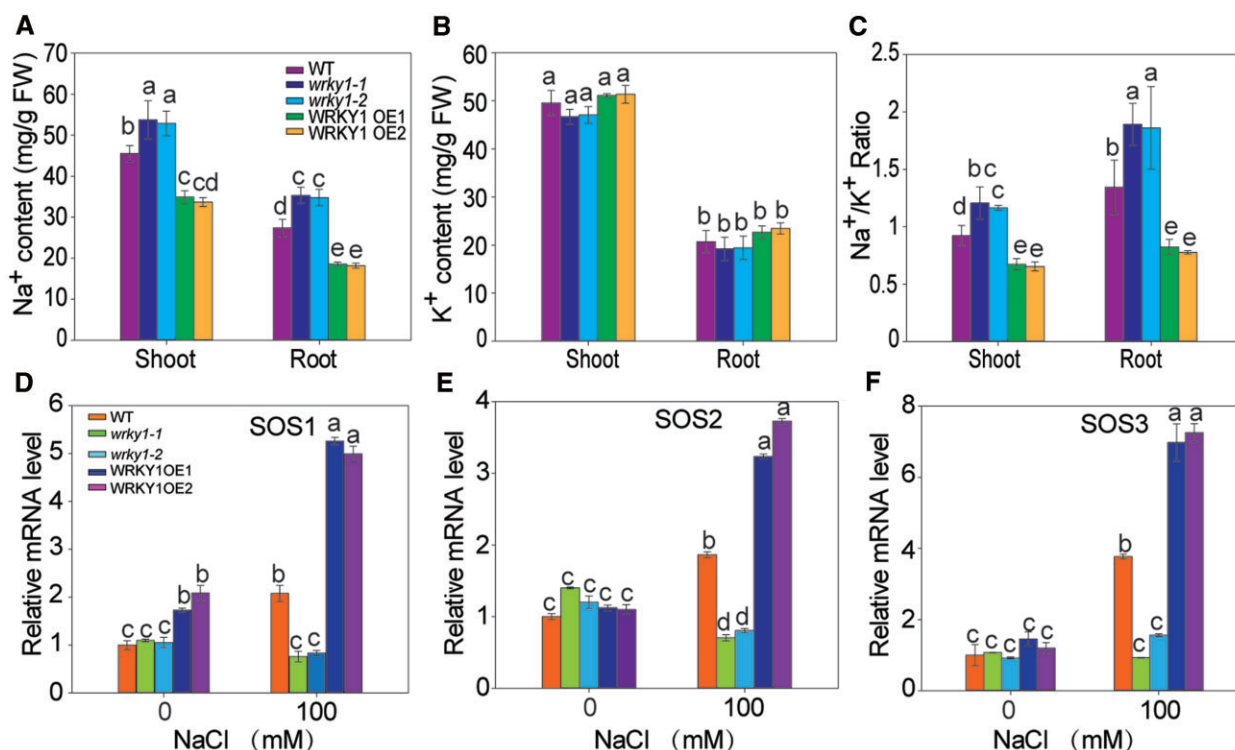 A
Na+ content (mg/g FW)
70
60
50
40
30
20
10
0
WT
wrky1-1
wrky1-2
WRKY1 OE1
WRKY1 OE2
b a a c cd
d c c e e
Shoot Root
B
K+ content (mg/g FW)
60
50
40
30
20
10
0
a a a a a
b b b b b
Shoot Root
C
Na+/K+ Ratio
2.5
2
1.5
1
0.5
0
d bc c e e
b a a e e
Shoot Root
D
Relative mRNA level
6
5
4
3
2
1
0
SOS1
WT
wrky1-1
wrky1-2
WRKY1OE1
WRKY1OE2
c c c b b
b c c a a
0 100
NaCl (mM)
E
Relative mRNA level
4
3
2
1
0
SOS2
c c c c c
b d d a a
0 100
NaCl (mM)
F
Relative mRNA level
8
6
4
2
0
SOS3
c c c c c
b c c a a
0 100
NaCl (mM)